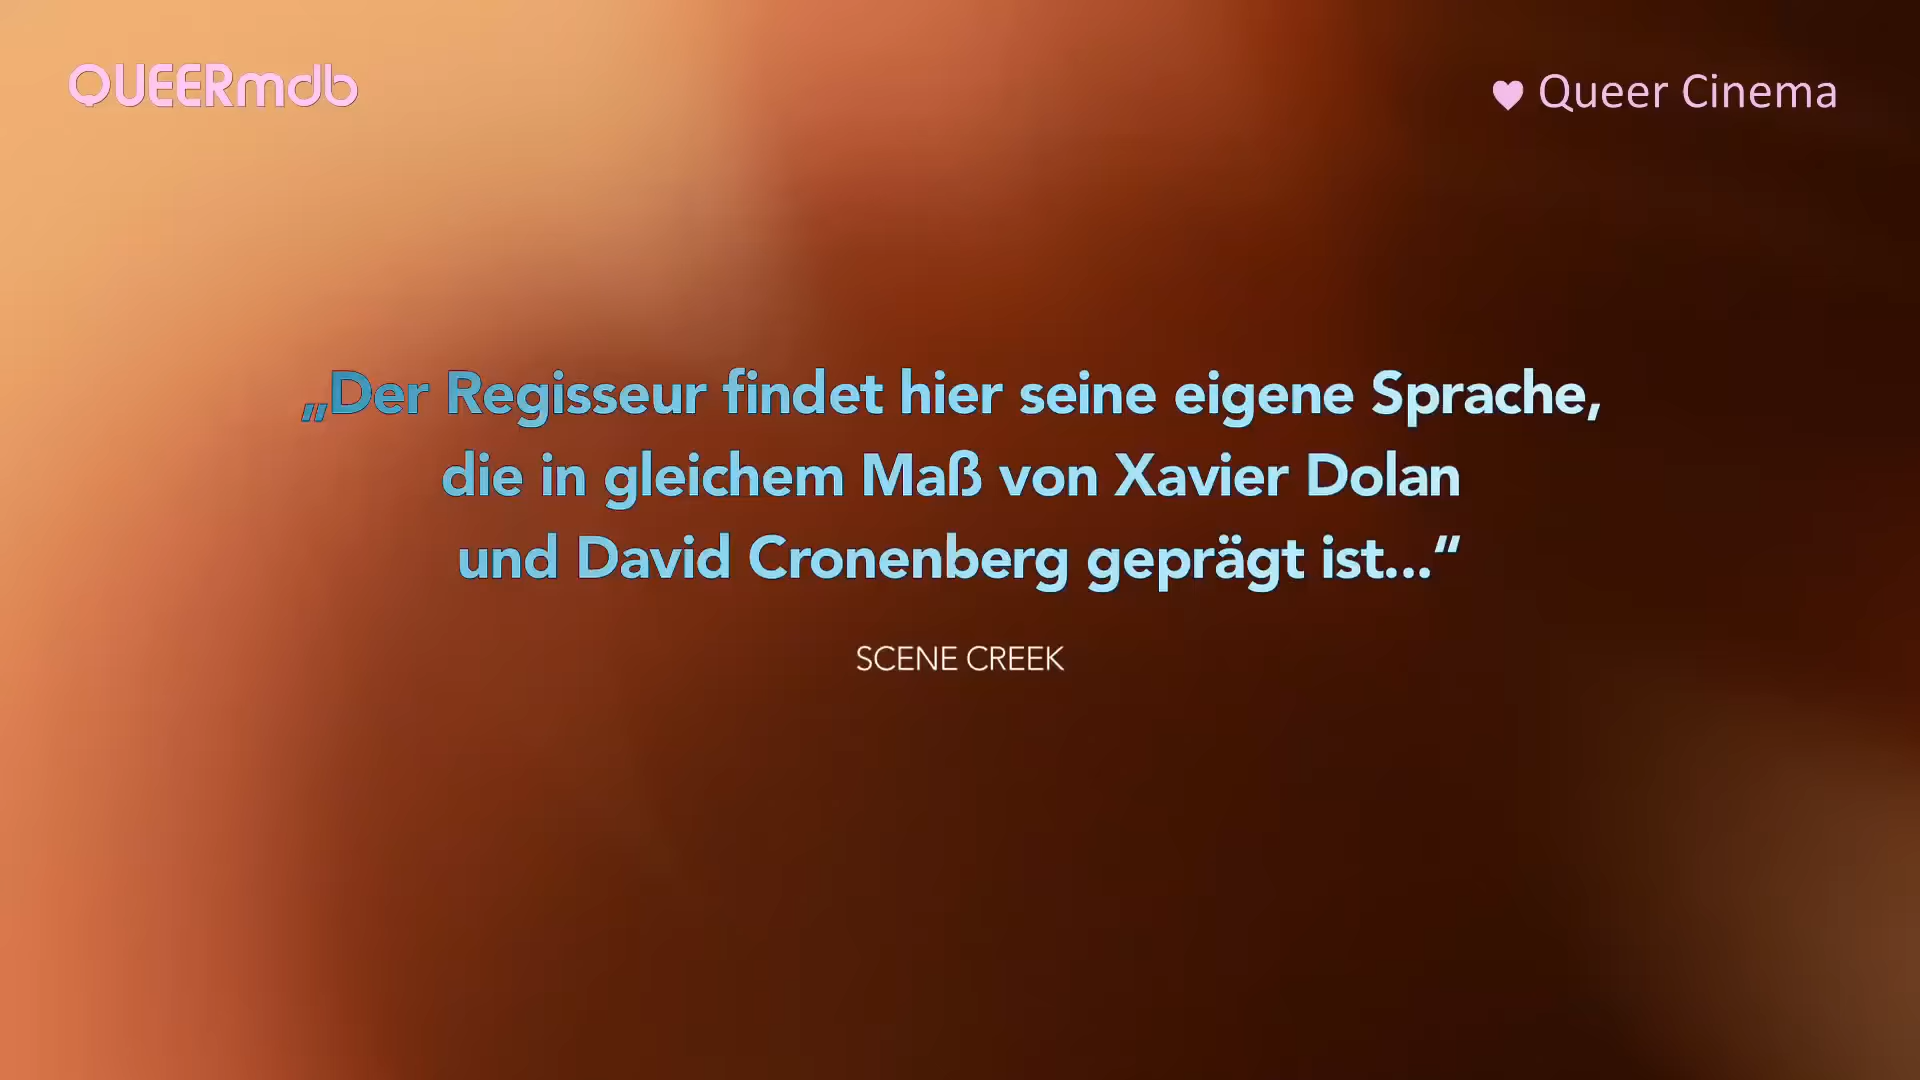 QUEERmdb
♥ Queer Cinema
„Der Regisseur findet hier seine eigene Sprache,
die in gleichem Maß von Xavier Dolan
und David Cronenberg geprägt ist...“
SCENE CREEK